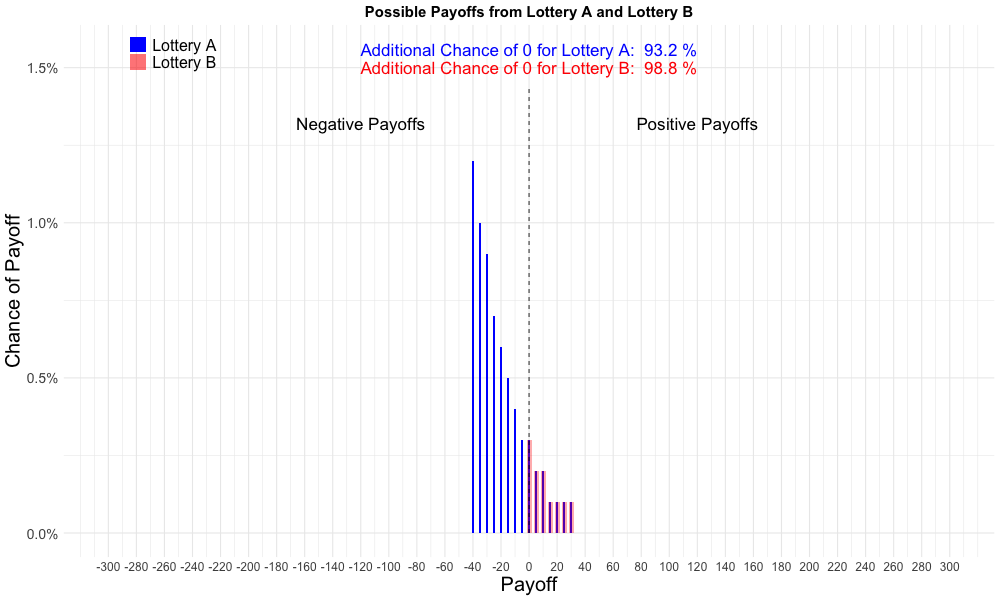 Possible Payoffs from Lottery A and Lottery B
Lottery A
Lottery B
Additional Chance of 0 for Lottery A: 93.2 %
Additional Chance of 0 for Lottery B: 98.8 %
Negative Payoffs
Positive Payoffs
Chance of Payoff
1.5%
1.0%
0.5%
0.0%
-300 -280 -260 -240 -220 -200 -180 -160 -140 -120 -100 -80 -60 -40 -20 0 20 40 60 80 100 120 140 160 180 200 220 240 260 280 300
Payoff